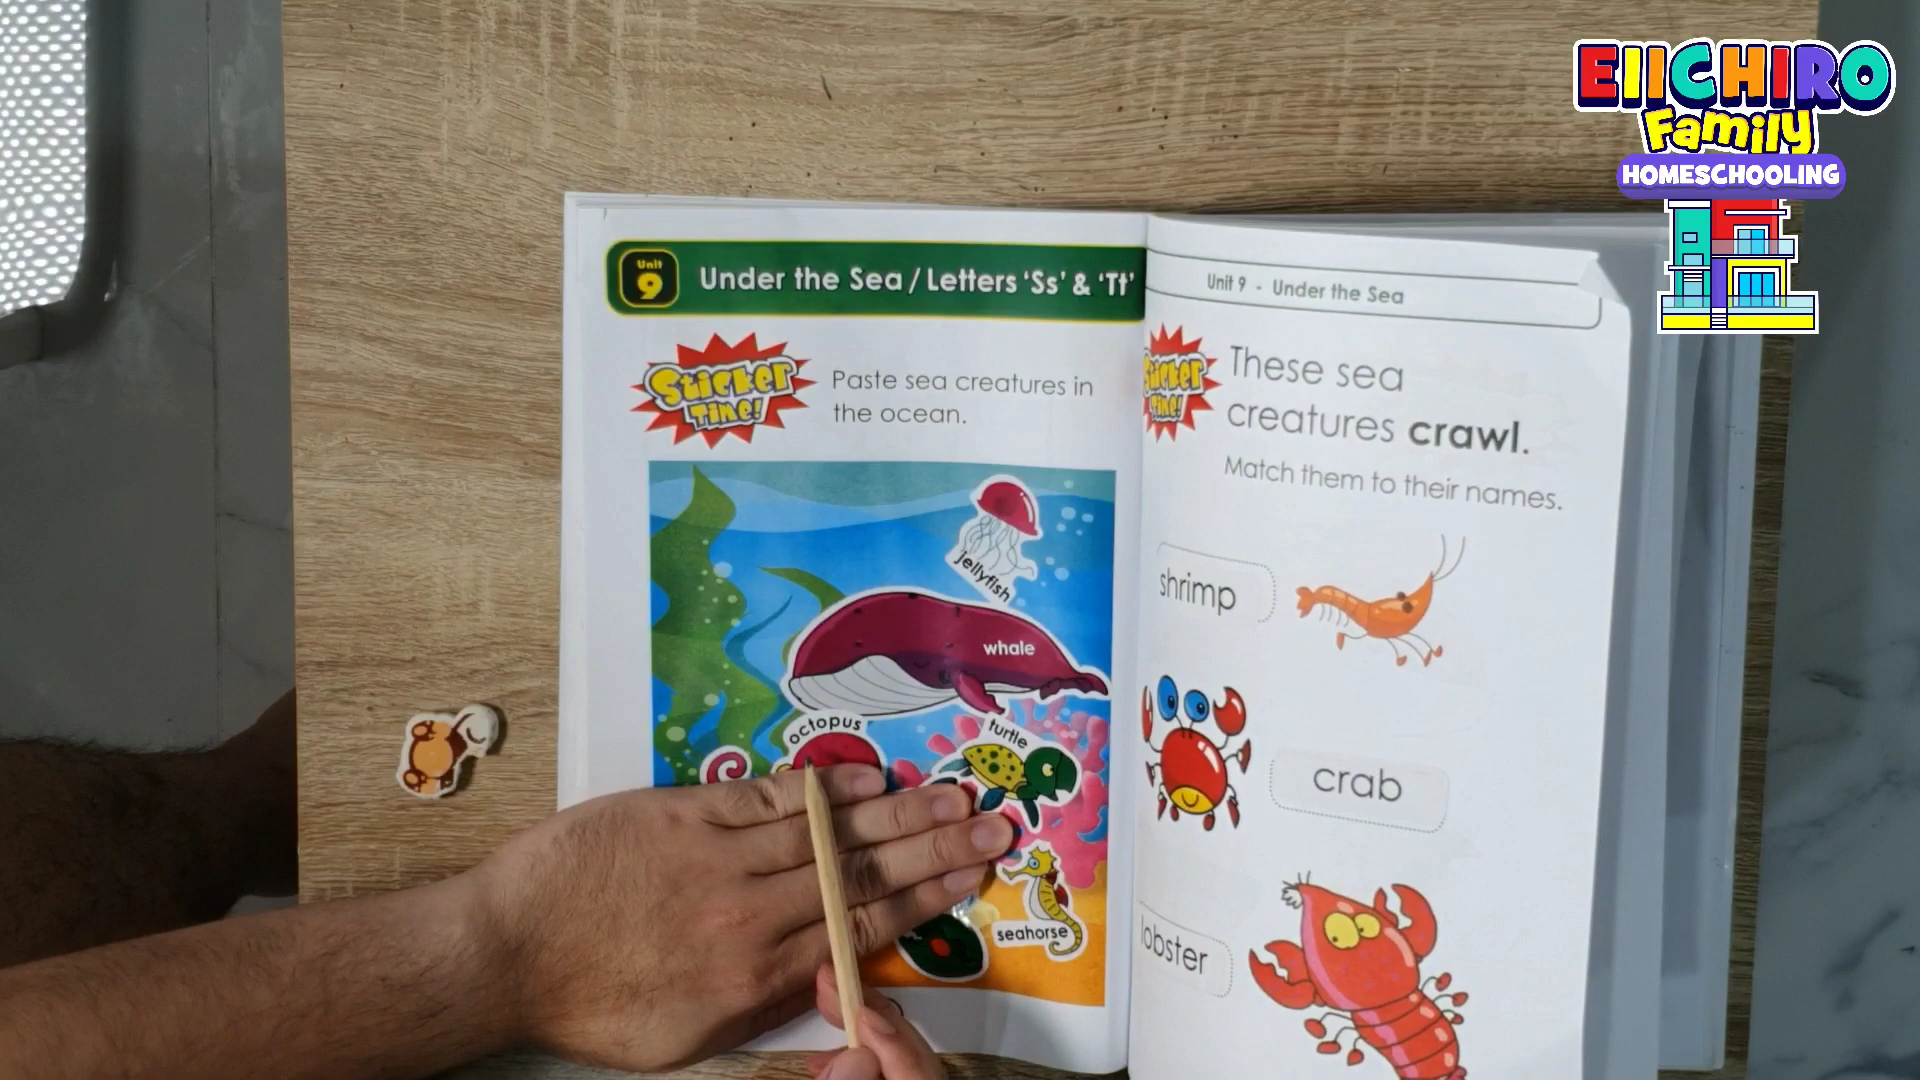 EIICHIRO
Family
HOMESCHOOLING
Unit
9
Under the Sea / Letters ‘Ss’ & ‘Tt’
Sticker
Time!
Paste sea creatures in
the ocean.
jellyfish
whale
octopus
turtle
seahorse
Unit 9 - Under the Sea
Sticker
Time!
These sea
creatures crawl.
Match them to their names.
shrimp
crab
lobster